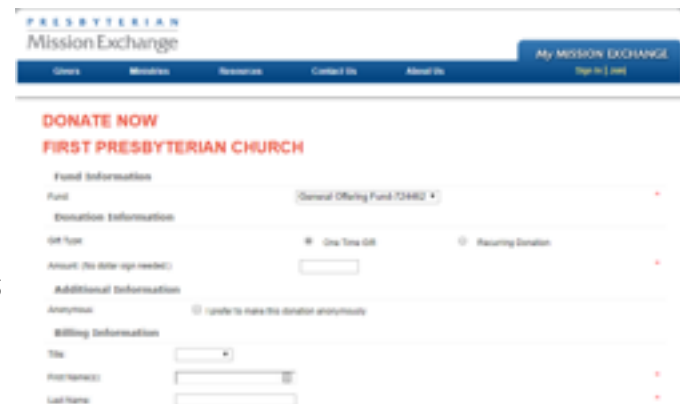 PRESBYTERIAN
Mission Exchange
My MISSION EXCHANGE
Givers Ministries Resources Contact Us About Us Sign In | Join
DONATE NOW
FIRST PRESBYTERIAN CHURCH
Fund Information
Fund General Offering Fund-724462 *
Donation Information
Gift Type: One Time Gift Recurring Donation
Amount: (No dollar sign needed.) *
Additional Information
Anonymous: I prefer to make this donation anonymously
Billing Information
Title:
First Name(s): *
Last Name: *